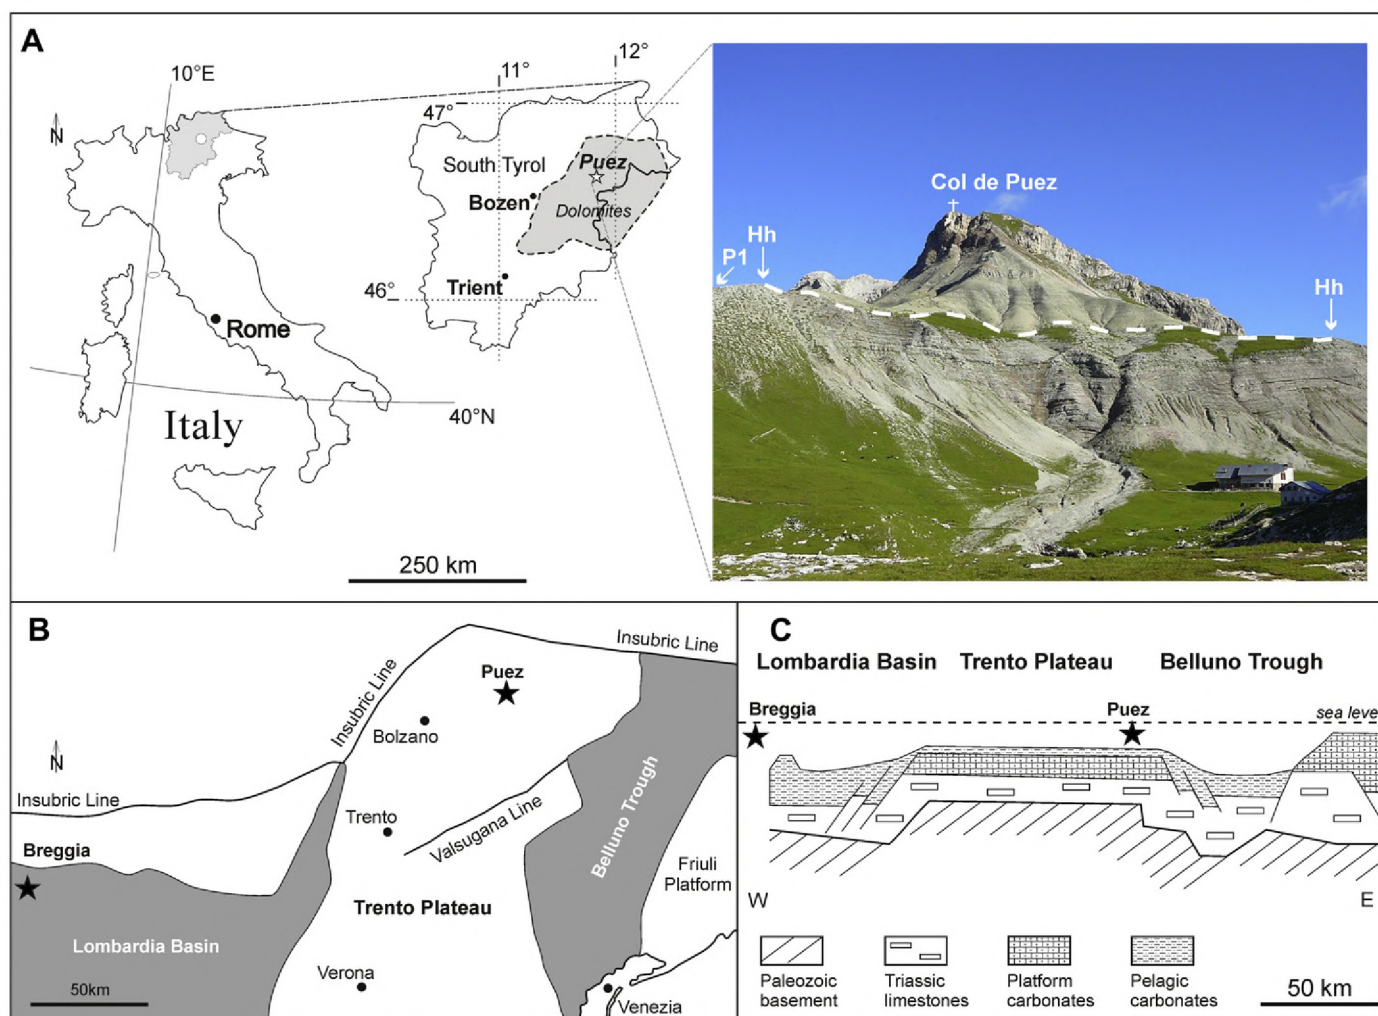 A
10°E
N
11°
12°
47°
South Tyrol
Puez
Bozen
Dolomites
Trient
46°
Rome
Italy
40°N
250 km
Col de Puez
P1
Hh
Hh
B
Insubric Line
Insubric Line
Puez
Bolzano
N
Insubric Line
Trento
Valsugana Line
Belluno Trough
Breggia
Friuli
Platform
Trento Plateau
Lombardia Basin
Verona
50km
Venezia
C
Lombardia Basin Trento Plateau Belluno Trough
Breggia
Puez
sea leve
W
E
Paleozoic
basement
Triassic
limestones
Platform
carbonates
Pelagic
carbonates
50 km